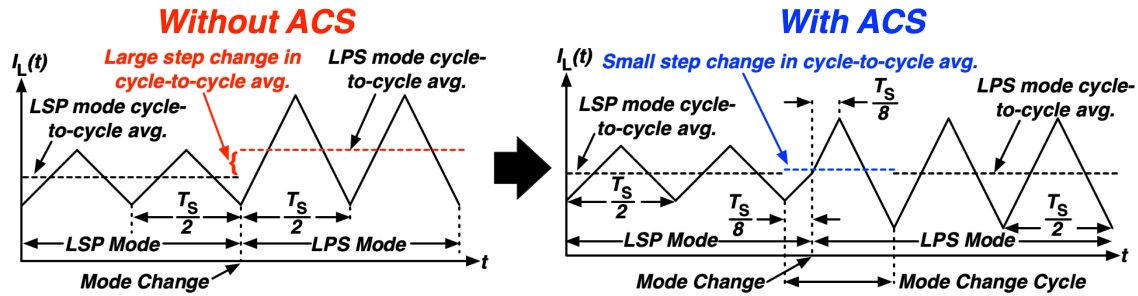 Without ACS
I_L(t)
Large step change in
cycle-to-cycle avg.
LPS mode cycle-
to-cycle avg.
LSP mode cycle-
to-cycle avg.
{
T_S
2
T_S
2
LSP Mode
LPS Mode
t
Mode Change
With ACS
I_L(t)
Small step change in cycle-to-cycle avg.
T_S
8
LSP mode cycle-
to-cycle avg.
LPS mode cycle-
to-cycle avg.
T_S
2
T_S
8
T_S
2
LSP Mode
LPS Mode
t
Mode Change
Mode Change Cycle